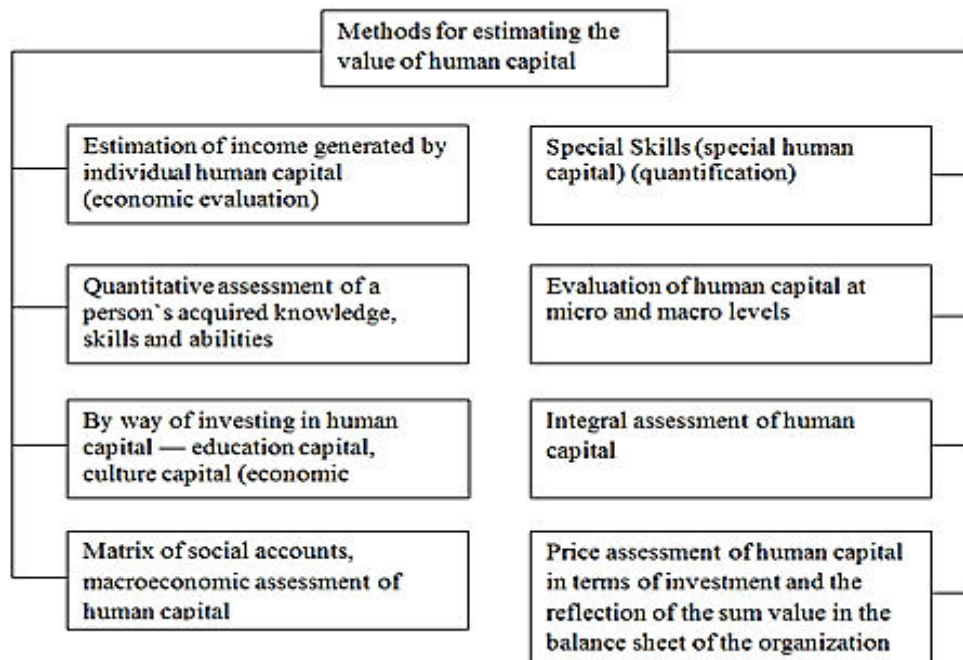 Methods for estimating the
value of human capital
Estimation of income generated by
individual human capital
(economic evaluation)
Special Skills (special human
capital) (quantification)
Quantitative assessment of a
person`s acquired knowledge,
skills and abilities
Evaluation of human capital at
micro and macro levels
By way of investing in human
capital — education capital,
culture capital (economic
Integral assessment of human
capital
Matrix of social accounts,
macroeconomic assessment of
human capital
Price assessment of human capital
in terms of investment and the
reflection of the sum value in the
balance sheet of the organization